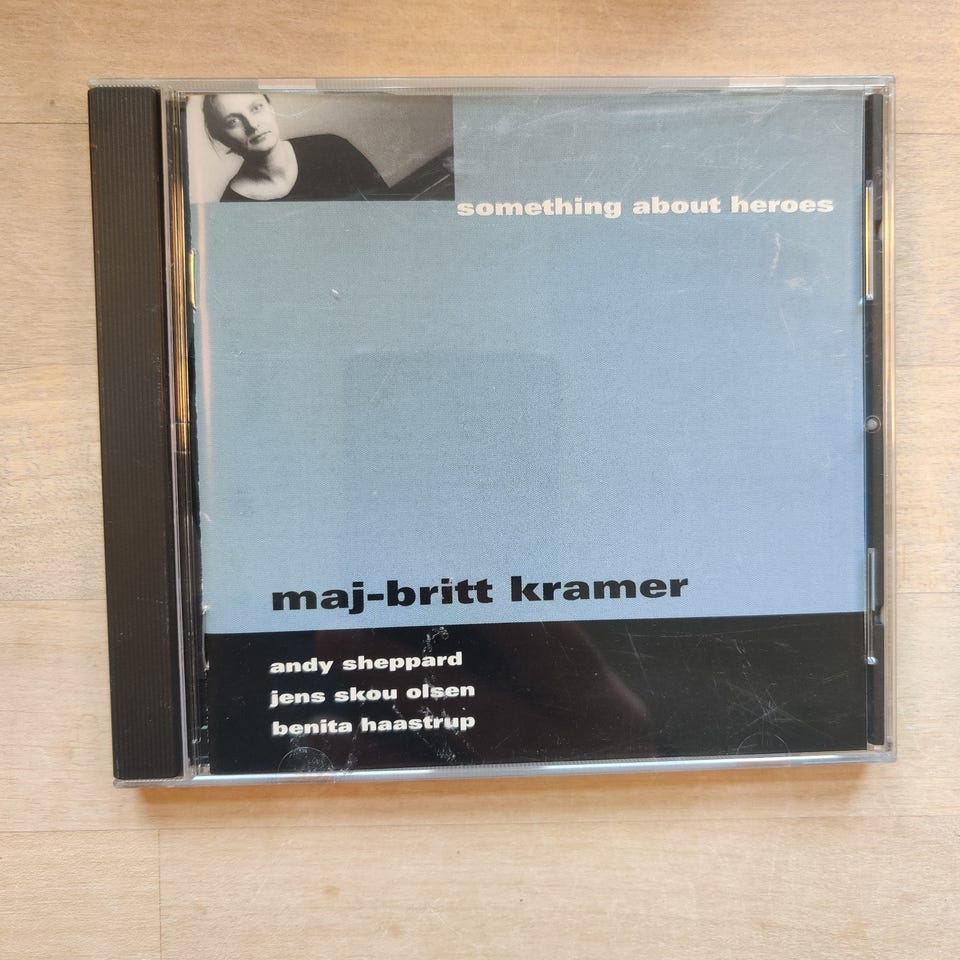 something about heroes
maj-britt kramer
andy sheppard
jens skou olsen
benita haastrup